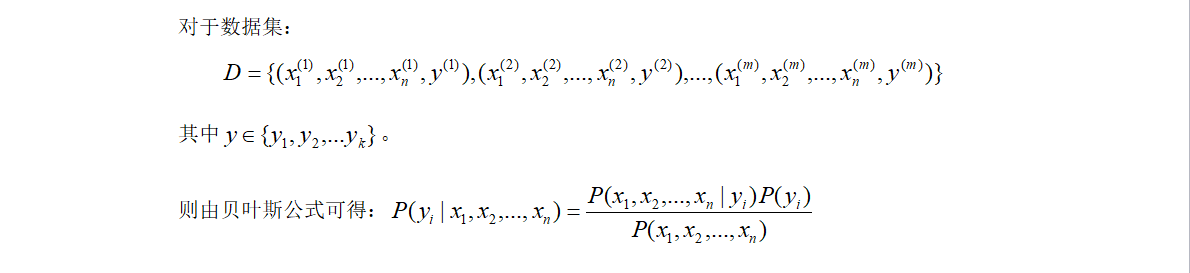 对于数据集：
D = {(x_1^{(1)}, x_2^{(1)},..., x_n^{(1)}, y^{(1)}),(x_1^{(2)}, x_2^{(2)},..., x_n^{(2)}, y^{(2)}),...,(x_1^{(m)}, x_2^{(m)},..., x_n^{(m)}, y^{(m)})}
其中 y ∈ {y_1, y_2,...y_k} 。
则由贝叶斯公式可得：P(y_i | x_1, x_2,..., x_n) = \frac{P(x_1, x_2,..., x_n | y_i)P(y_i)}{P(x_1, x_2,..., x_n)}